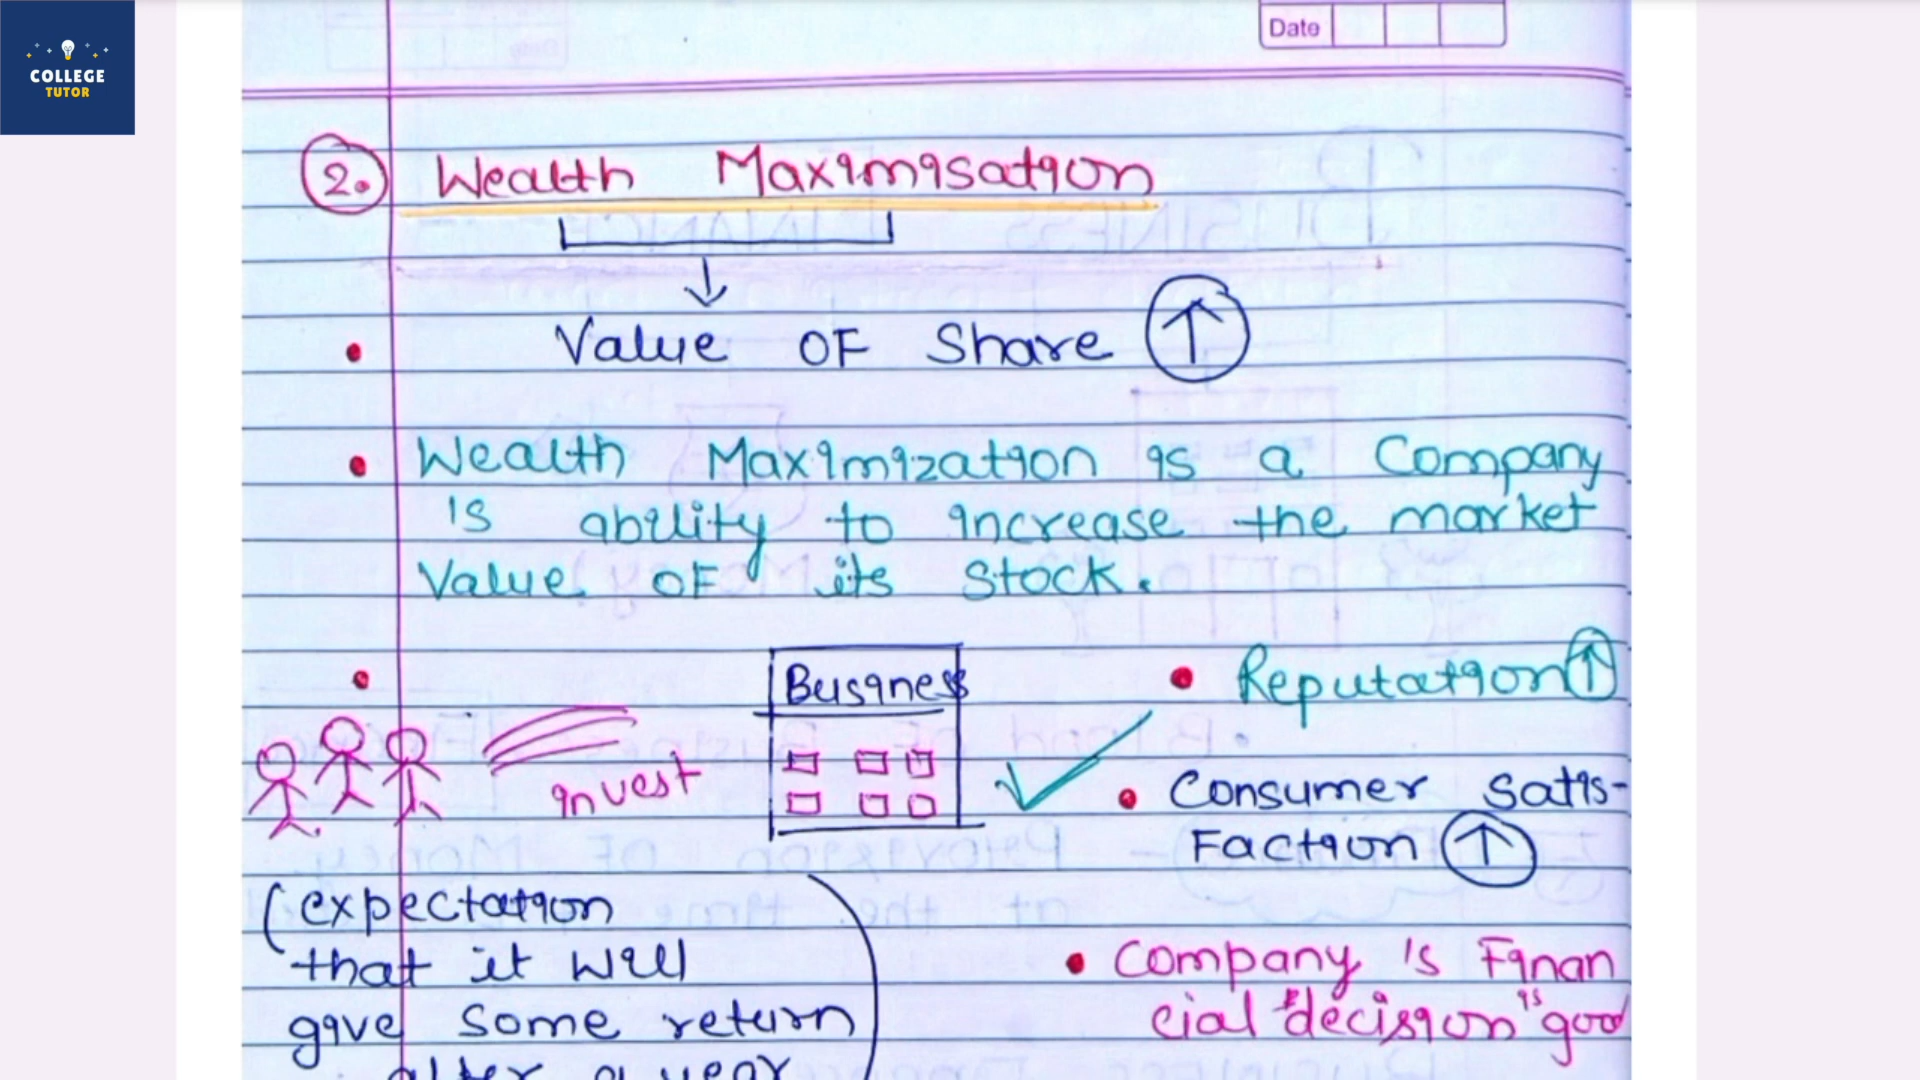 COLLEGE
TUTOR
Date
2. Wealth Maximisation
Value OF Share ↑
Wealth Maximization is a Company
's ability to increase the market
Value OF its Stock.
Business
Reputation ↑
invest
Consumer Satis-
Faction ↑
(expectation
that it will
give some return
after a year
Company 's Finan
cial decision is good